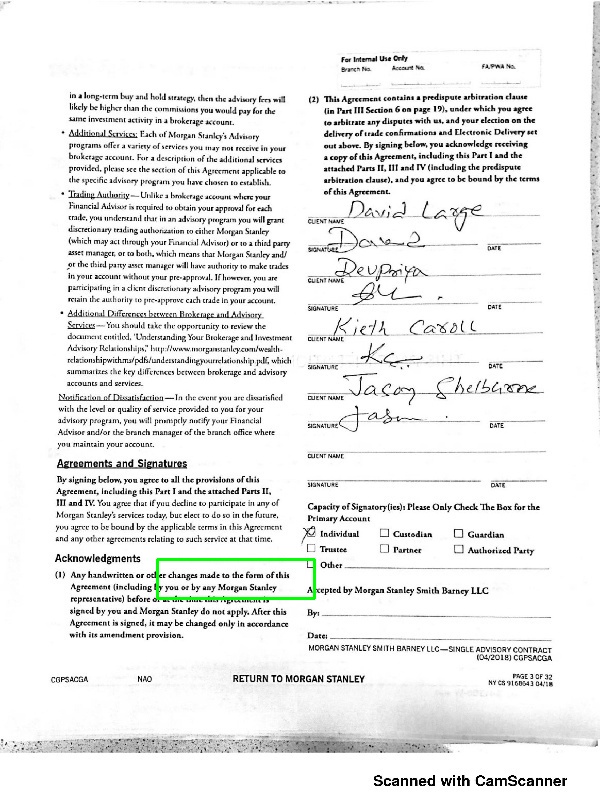 For Internal Use Only
Branch No. Account No. FA/PWA No.
in a long-term buy and hold strategy, then the advisory fees will
likely be higher than the commissions you would pay for the
same investment activity in a brokerage account.
• Additional Services: Each of Morgan Stanley's Advisory
programs offer a variety of services you may not receive in your
brokerage account. For a description of the additional services
provided, please see the section of this Agreement applicable to
the specific advisory program you have chosen to establish.
• Trading Authority—Unlike a brokerage account where your
Financial Advisor is required to obtain your approval for each
trade, you understand that in an advisory program you will grant
discretionary trading authorization to either Morgan Stanley
(which may act through your Financial Advisor) or to a third party
asset manager, or to both, which means that Morgan Stanley and/
or the third party asset manager will have authority to make trades
in your account without your pre-approval. If however, you are
participating in a client discretionary advisory program you will
retain the authority to pre-approve each trade in your account.
• Additional Differences between Brokerage and Advisory
Services—You should take the opportunity to review the
document entitled, "Understanding Your Brokerage and Investment
Advisory Relationships," http://www.morganstanley.com/wealth-
relationshipwithms/pdfs/understandingyourrelationship.pdf, which
summarizes the key differences between brokerage and advisory
accounts and services.
Notification of Dissatisfaction—In the event you are dissatisfied
with the level or quality of service provided to you for your
advisory program, you will promptly notify your Financial
Advisor and/or the branch manager of the branch office where
you maintain your account.
Agreements and Signatures
By signing below, you agree to all the provisions of this
Agreement, including this Part I and the attached Parts II,
III and IV. You agree that if you decline to participate in any of
Morgan Stanley's services today, but elect to do so in the future,
you agree to be bound by the applicable terms in this Agreement
and any other agreements relating to such service at that time.
Acknowledgments
(1) Any handwritten or other changes made to the form of this
Agreement (including by you or by any Morgan Stanley
representative) before or at the time this Agreement is
signed by you and Morgan Stanley do not apply. After this
Agreement is signed, it may be changed only in accordance
with its amendment provision.
(2) This Agreement contains a predispute arbitration clause
(in Part III Section 6 on page 19), under which you agree
to arbitrate any disputes with us, and your election on the
delivery of trade confirmations and Electronic Delivery set
out above. By signing below, you acknowledge receiving
a copy of this Agreement, including this Part I and the
attached Parts II, III and IV (including the predispute
arbitration clause), and you agree to be bound by the terms
of this Agreement.
David Large
CLIENT NAME
SIGNATURE DATE
Devpriya
CLIENT NAME
SIGNATURE DATE
Kieth Caroll
CLIENT NAME
Kc
SIGNATURE DATE
Jason Shelburne
CLIENT NAME
Jason
SIGNATURE DATE
CLIENT NAME
SIGNATURE DATE
Capacity of Signatory(ies): Please Only Check The Box for the
Primary Account
Individual Custodian Guardian
Trustee Partner Authorized Party
Other
Accepted by Morgan Stanley Smith Barney LLC
By:
Date:
MORGAN STANLEY SMITH BARNEY LLC—SINGLE ADVISORY CONTRACT
(04/2018) CGPSACGA
CGPSACGA NAO RETURN TO MORGAN STANLEY PAGE 3 OF 32
NY CS 9168643 04/18
Scanned with CamScanner